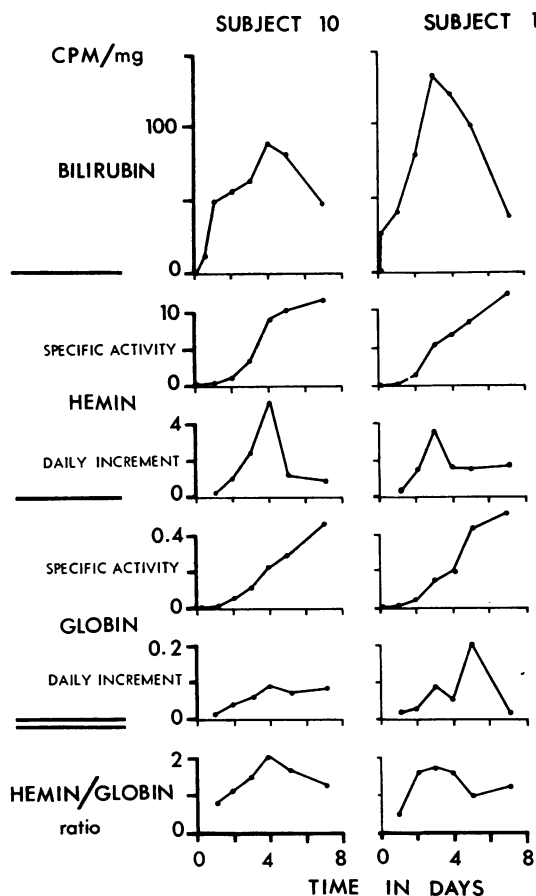 SUBJECT 10 SUBJECT 1
CPM/mg
100
BILIRUBIN
0
10
SPECIFIC ACTIVITY
0
HEMIN
4
DAILY INCREMENT
0
0.4
SPECIFIC ACTIVITY
0
GLOBIN
0.2
DAILY INCREMENT
0
2
HEMIN/GLOBIN
ratio
0
0 4 8 0 4 8
TIME IN DAYS